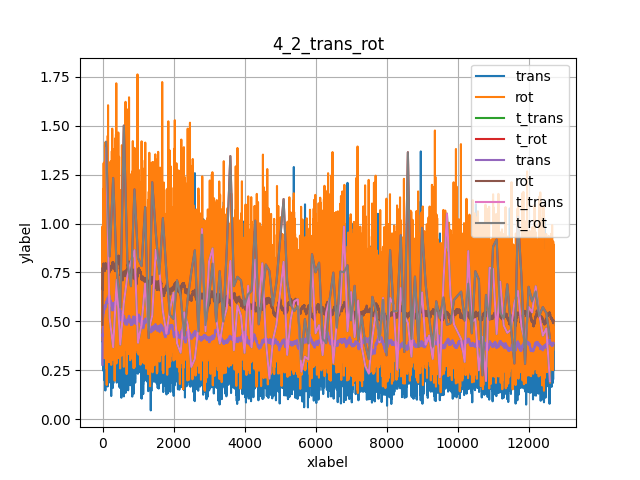 4_2_trans_rot
ylabel
1.75
1.50
1.25
1.00
0.75
0.50
0.25
0.00
trans
rot
t_trans
t_rot
trans
rot
t_trans
t_rot
0 2000 4000 6000 8000 10000 12000
xlabel